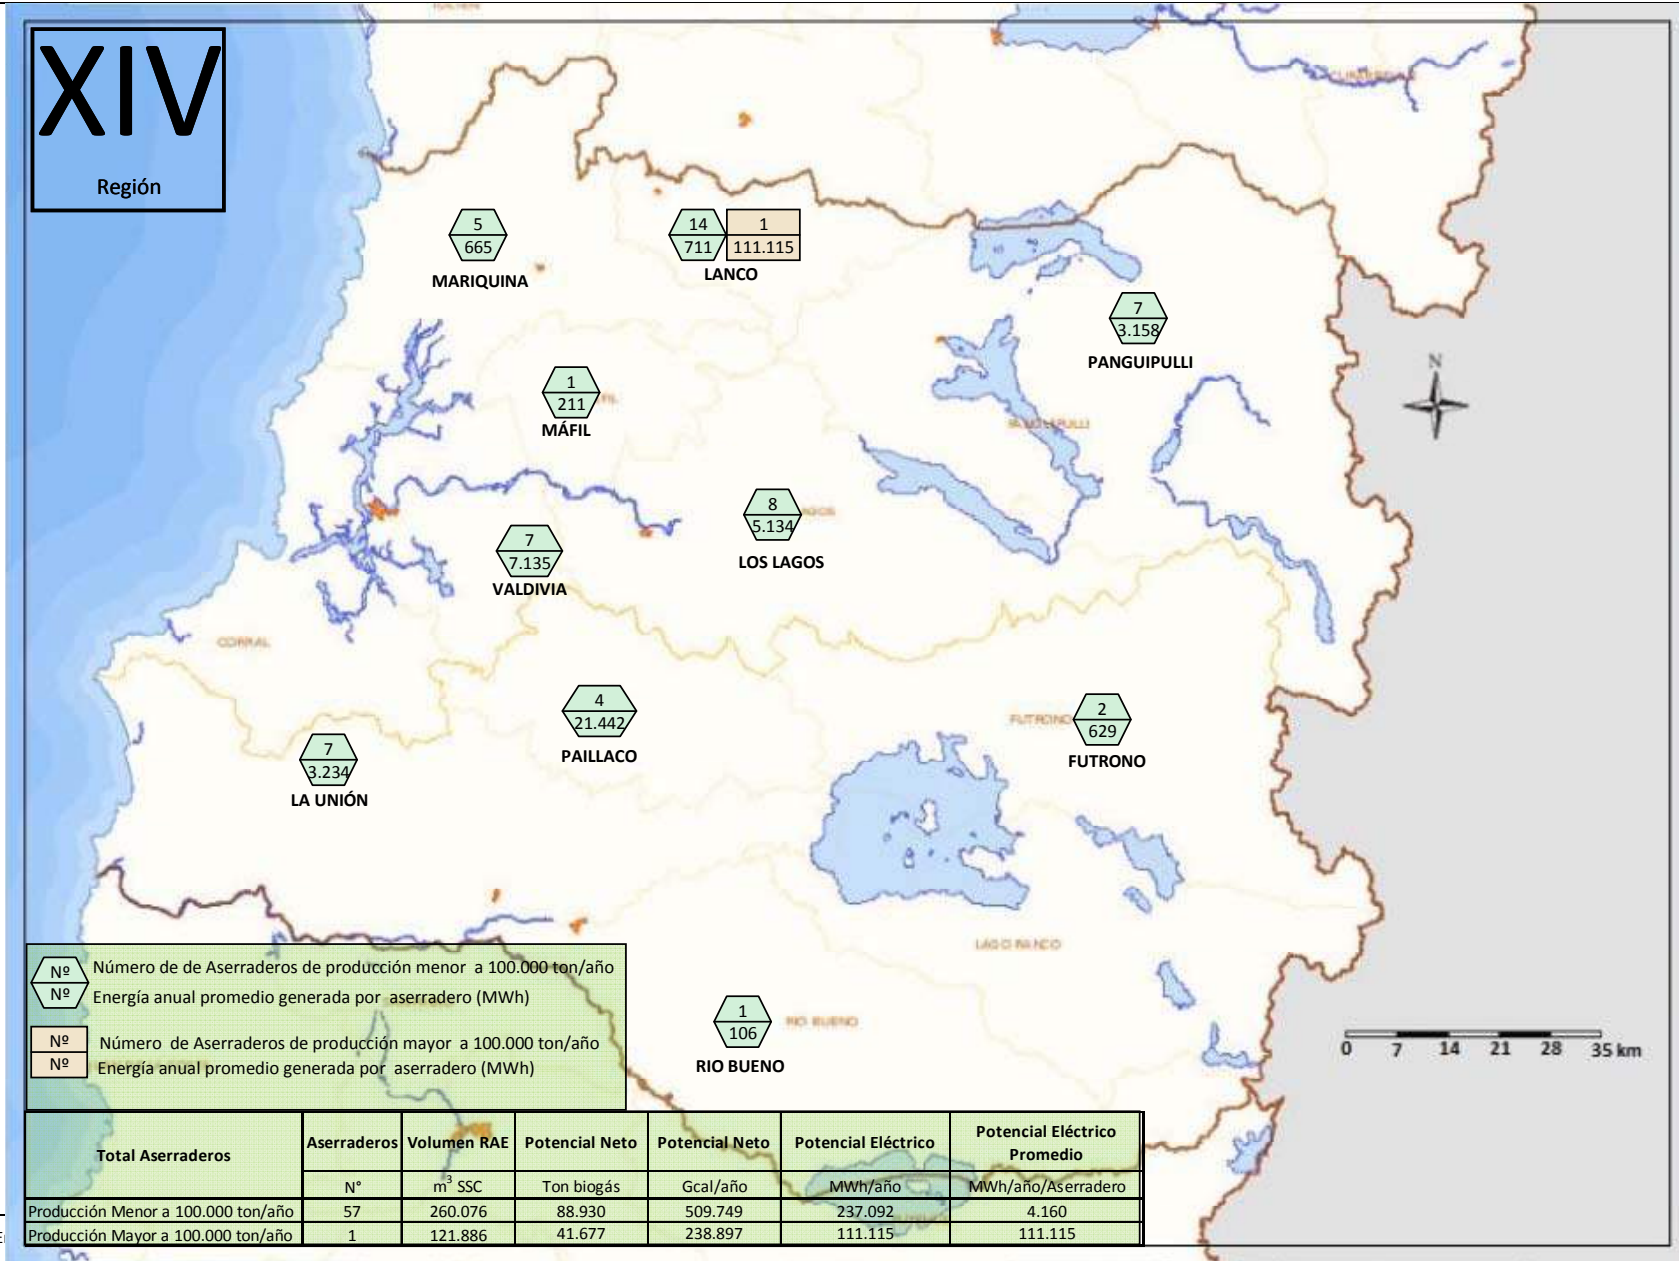 XIV
Región
5
665
MARIQUINA
14
711
1
111.115
LANCO
7
3.158
PANGUIPULLI
N
1
211
MÁFIL
8
5.134
LOS LAGOS
7
7.135
VALDIVIA
CORRAL
4
21.442
PAILLACO
FUTRONO
2
629
FUTRONO
7
3.234
LA UNIÓN
LAGO RANCO
1
106
RIO BUENO
RIO BUENO
0 7 14 21 28 35 km
Nº
Nº
Número de de Aserraderos de producción menor a 100.000 ton/año
Energía anual promedio generada por aserradero (MWh)
Nº
Nº
Número de Aserraderos de producción mayor a 100.000 ton/año
Energía anual promedio generada por aserradero (MWh)
Total Aserraderos Aserraderos Volumen RAE Potencial Neto Potencial Neto Potencial Eléctrico Potencial Eléctrico Promedio
N° m³ SSC Ton biogás Gcal/año MWh/año MWh/año/Aserradero
Producción Menor a 100.000 ton/año 57 260.076 88.930 509.749 237.092 4.160
Producción Mayor a 100.000 ton/año 1 121.886 41.677 238.897 111.115 111.115